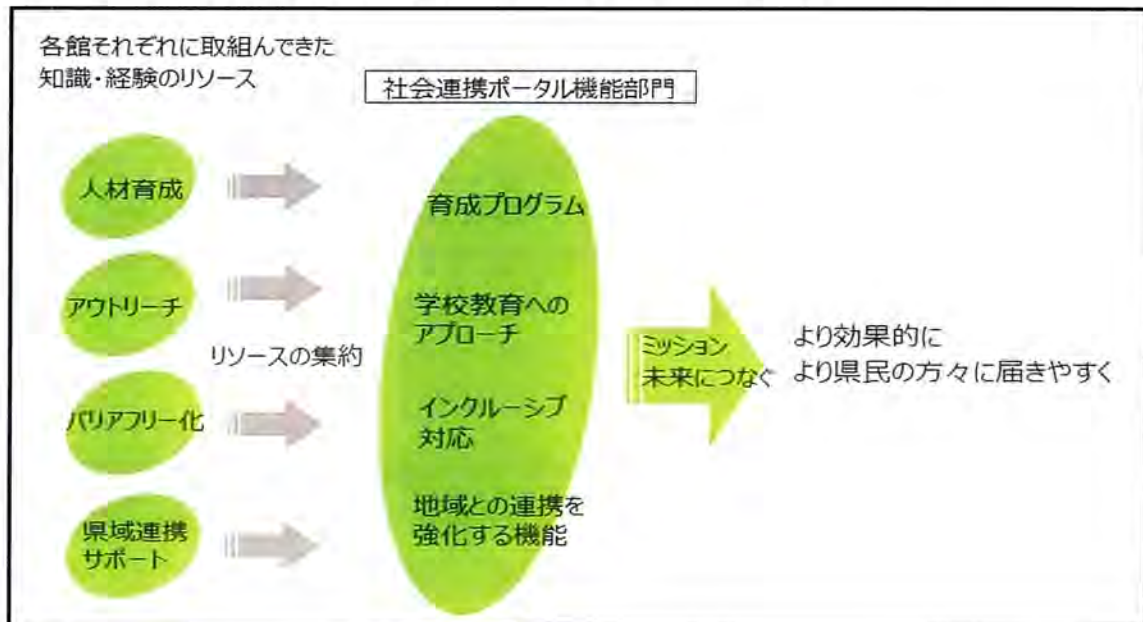 各館それぞれに取組んできた
知識・経験のリソース
社会連携ポータル機能部門
人材育成
アウトリーチ
バリアフリー化
県域連携
サポート
リソースの集約
育成プログラム
学校教育への
アプローチ
インクルーシブ
対応
地域との連携を
強化する機能
ミッション
未来につなぐ
より効果的に
より県民の方々に届きやすく